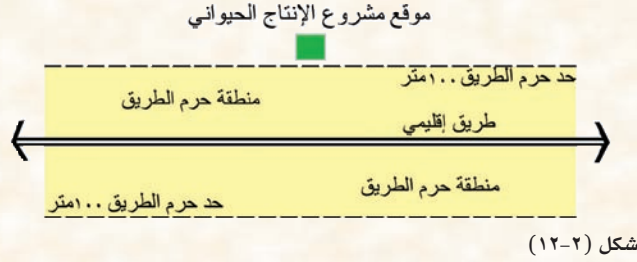 موقع مشروع الإنتاج الحيواني
حد حرم الطريق ١٠٠متر
منطقة حرم الطريق
طريق إقليمي
منطقة حرم الطريق
حد حرم الطريق ١٠٠متر
شكل (٢-١٢)